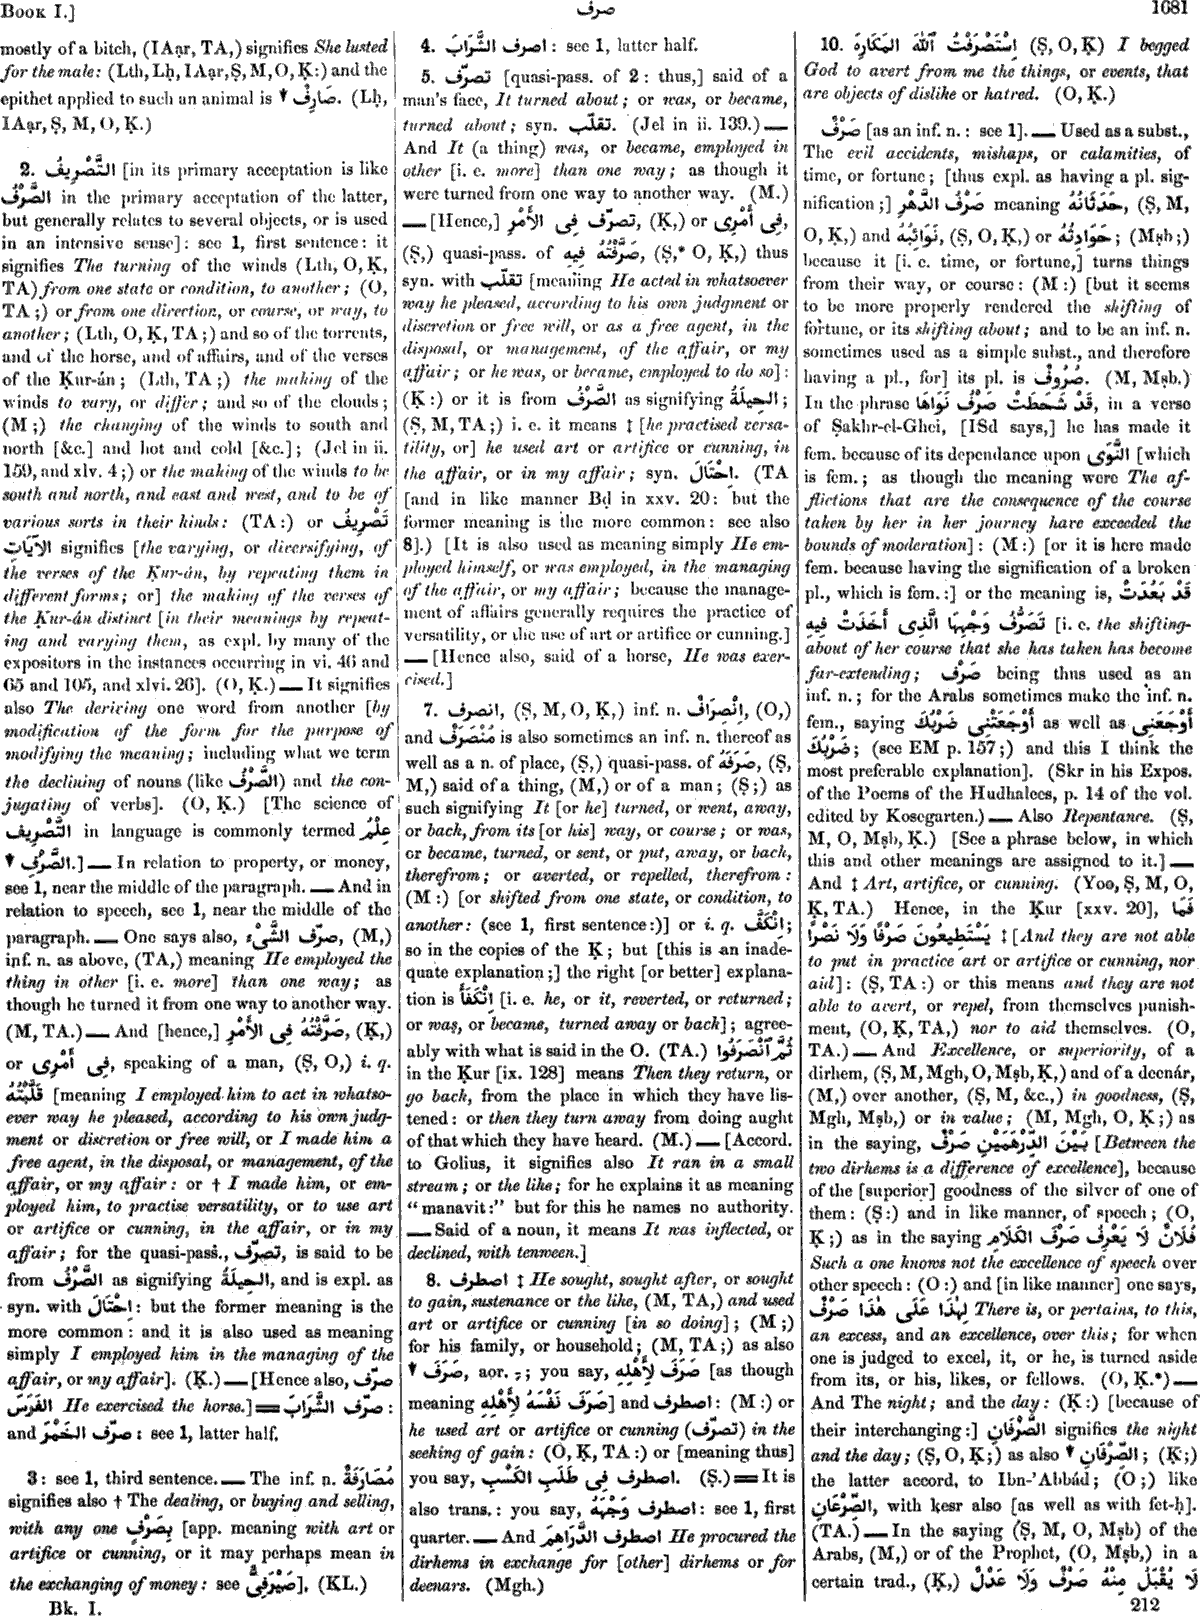 BOOK I.]
صرف
1681
mostly of a bitch, (IAạr, TA,) signifies She lusted
for the male: (Lth, Lḥ, IAạr, Ṣ, M, O, Ḳ:) and the
epithet applied to such an animal is ▼ صَارِفٌ. (Lḥ,
IAạr, Ṣ, M, O, Ḳ.)
2. التَّصْرِيفُ [in its primary acceptation is like
الصَّرْفُ in the primary acceptation of the latter,
but generally relates to several objects, or is used
in an intensive sense]: see 1, first sentence: it
signifies The turning of the winds (Lth, O, Ḳ,
TA) from one state or condition, to another; (O,
TA;) or from one direction, or course, or way, to
another; (Lth, O, Ḳ, TA;) and so of the torrents,
and of the horse, and of affairs, and of the verses
of the Ḳur-án; (Lth, TA;) the making of the
winds to vary, or differ; and so of the clouds;
(M;) the changing of the winds to south and
north [&c.] and hot and cold [&c.]; (Jel in ii.
159, and xlv. 4;) or the making of the winds to be
south and north, and east and west, and to be of
various sorts in their kinds: (TA:) or تَصْرِيفُ
الآيَاتِ signifies [the varying, or diversifying, of
the verses of the Ḳur-án, by repeating them in
different forms; or] the making of the verses of
the Ḳur-án distinct [in their meanings by repeat-
ing and varying them, as expl. by many of the
expositors in the instances occurring in vi. 46 and
65 and 105, and xlvi. 26]. (O, Ḳ.) — It signifies
also The deriving one word from another [by
modification of the form for the purpose of
modifying the meaning; including what we term
the declining of nouns (like الصَّرْفُ) and the con-
jugating of verbs]. (O, Ḳ.) [The science of
التَّصْرِيف in language is commonly termed عِلْمُ
▼ الصَّرْفِ.] — In relation to property, or money,
see 1, near the middle of the paragraph. — And in
relation to speech, see 1, near the middle of the
paragraph. — One says also, صرّف الشَّىْءَ, (M,)
inf. n. as above, (TA,) meaning He employed the
thing in other [i. e. more] than one way; as
though he turned it from one way to another way.
(M, TA.) — And [hence,] صَرَّفْتُهُ فِى الأَمْرِ, (Ḳ,)
or فِى أَمْرِى, speaking of a man, (Ṣ, O,) i. q.
قَلَّبْتُهُ [meaning I employed him to act in whatso-
ever way he pleased, according to his own judg-
ment or discretion or free will, or I made him a
free agent, in the disposal, or management, of the
affair, or my affair: or † I made him, or em-
ployed him, to practise versatility, or to use art
or artifice or cunning, in the affair, or in my
affair; for the quasi-pass., تصرّف, is said to be
from الصَّرْفُ as signifying الحِيلَةُ, and is expl. as
syn. with اِحْتَالَ: but the former meaning is the
more common: and it is also used as meaning
simply I employed him in the managing of the
affair, or my affair]. (Ḳ.) — [Hence also, صرّف
الفَرَسَ He exercised the horse.] = صرّف الشَّرَابَ:
and صرّف الخَمْرَ: see 1, latter half.
3: see 1, third sentence. — The inf. n. مُصَارَفَةٌ
signifies also † The dealing, or buying and selling,
with any one بِصَرْفٍ [app. meaning with art or
artifice or cunning, or it may perhaps mean in
the exchanging of money: see صَيْرَفِىٌّ]. (KL.)
Bk. I.
4. اصرف الشَّرَابَ: see 1, latter half.
5. تصرّف [quasi-pass. of 2: thus,] said of a
man's face, It turned about; or was, or became,
turned about; syn. تقلّب. (Jel in ii. 139.) —
And It (a thing) was, or became, employed in
other [i. e. more] than one way; as though it
were turned from one way to another way. (M.)
— [Hence,] تصرّف فِى الأَمْرِ, (Ḳ,) or فِى أَمْرِى,
(Ṣ,) quasi-pass. of صَرَّفْتُهُ فِيهِ, (Ṣ,* O, Ḳ,) thus
syn. with تقلّب [meaning He acted in whatsoever
way he pleased, according to his own judgment or
discretion or free will, or as a free agent, in the
disposal, or management, of the affair, or my
affair; or he was, or became, employed to do so]:
(Ḳ:) or it is from الصَّرْفُ as signifying الحِيلَةُ;
(Ṣ, M, TA;) i. e. it means ‡ [he practised versa-
tility, or] he used art or artifice or cunning, in
the affair, or in my affair; syn. اِحْتَالَ. (TA
[and in like manner Bḍ in xxv. 20: but the
former meaning is the more common: see also
8].) [It is also used as meaning simply He em-
ployed himself, or was employed, in the managing
of the affair, or my affair; because the manage-
ment of affairs generally requires the practice of
versatility, or the use of art or artifice or cunning.]
— [Hence also, said of a horse, He was exer-
cised.]
7. انصرف, (Ṣ, M, O, Ḳ,) inf. n. اِنْصِرَافٌ, (O,)
and مُنْصَرَفٌ is also sometimes an inf. n. thereof as
well as a n. of place, (Ṣ,) quasi-pass. of صَرَفَهُ, (Ṣ,
M,) said of a thing, (M,) or of a man; (Ṣ;) as
such signifying It [or he] turned, or went, away,
or back, from its [or his] way, or course; or was,
or became, turned, or sent, or put, away, or back,
therefrom; or averted, or repelled, therefrom:
(M:) [or shifted from one state, or condition, to
another: (see 1, first sentence:)] or i. q. اِنْكَفَّ;
so in the copies of the Ḳ; but [this is an inade-
quate explanation;] the right [or better] explana-
tion is اِنْكَفَأَ [i. e. he, or it, reverted, or returned;
or was, or became, turned away or back]; agree-
ably with what is said in the O. (TA.) ثُمَّ ٱنْصَرَفُوا
in the Ḳur [ix. 128] means Then they return, or
go back, from the place in which they have lis-
tened: or then they turn away from doing aught
of that which they have heard. (M.) — [Accord.
to Golius, it signifies also It ran in a small
stream; or the like; for he explains it as meaning
"manavit:" but for this he names no authority.
— Said of a noun, it means It was inflected, or
declined, with tenween.]
8. اصطرف ‡ He sought, sought after, or sought
to gain, sustenance or the like, (M, TA,) and used
art or artifice or cunning [in so doing]; (M;)
for his family, or household; (M, TA;) as also
▼ صَرَفَ, aor. ـِ; you say, صَرَفَ لِأَهْلِهِ [as though
meaning صَرَفَ نَفْسَهُ لِأَهْلِهِ] and اصطرف: (M:) or
he used art or artifice or cunning (تصرّف) in the
seeking of gain: (O, Ḳ, TA:) or [meaning thus]
you say, اصطرف فِى طَلَبِ الكَسْبِ. (Ṣ.) = It is
also trans.: you say, اصطرف وَجْهَهُ: see 1, first
quarter. — And اصطرف الدَّرَاهِمَ He procured the
dirhems in exchange for [other] dirhems or for
deenars. (Mgh.)
10. اِسْتَصْرَفْتُ ٱللّٰهَ المَكَارِهَ (Ṣ, O, Ḳ) I begged
God to avert from me the things, or events, that
are objects of dislike or hatred. (O, Ḳ.)
صَرْفٌ [as an inf. n.: see 1]. — Used as a subst.,
The evil accidents, mishaps, or calamities, of
time, or fortune; [thus expl. as having a pl. sig-
nification;] صَرْفُ الدَّهْرِ meaning حَدَثَانُهُ, (Ṣ, M,
O, Ḳ,) and نَوَائِبُهُ, (Ṣ, O, Ḳ,) or حَوَادِثُهُ; (Mṣb;)
because it [i. e. time, or fortune,] turns things
from their way, or course: (M:) [but it seems
to be more properly rendered the shifting of
fortune, or its shifting about; and to be an inf. n.
sometimes used as a simple subst., and therefore
having a pl., for] its pl. is صُرُوفٌ. (M, Mṣb.)
In the phrase قَدْ شَحَطَتْ صَرْفُ نَوَاهَا, in a verse
of Ṣakhr-el-Gheï, [ISd says,] he has made it
fem. because of its dependance upon النَّوَى [which
is fem.; as though the meaning were The af-
flictions that are the consequence of the course
taken by her in her journey have exceeded the
bounds of moderation]: (M:) [or it is here made
fem. because having the signification of a broken
pl., which is fem.:] or the meaning is, قَدْ بَعُدَتْ
تَصَرُّفُ وَجْهِهَا الَّذِى أَخَذَتْ فِيهِ [i. e. the shifting-
about of her course that she has taken has become
far-extending; صَرْف being thus used as an
inf. n.; for the Arabs sometimes make the inf. n.
fem., saying أَوْجَعَتْنِى ضَرْبُكَ as well as أَوْجَعَنِى
ضَرْبُكَ; (see EM p. 157;) and this I think the
most preferable explanation]. (Skr in his Expos.
of the Poems of the Hudhalees, p. 14 of the vol.
edited by Kosegarten.) — Also Repentance. (Ṣ,
M, O, Mṣb, Ḳ.) [See a phrase below, in which
this and other meanings are assigned to it.] —
And ‡ Art, artifice, or cunning. (Yoo, Ṣ, M, O,
Ḳ, TA.) Hence, in the Ḳur [xxv. 20], فَمَا
يَسْتَطِيعُونَ صَرْفًا وَلَا نَصْرًا ‡ [And they are not able
to put in practice art or artifice or cunning, nor
aid]: (Ṣ, TA:) or this means and they are not
able to avert, or repel, from themselves punish-
ment, (O, Ḳ, TA,) nor to aid themselves. (O,
TA.) — And Excellence, or superiority, of a
dirhem, (Ṣ, M, Mgh, O, Mṣb, Ḳ,) and of a deenár,
(M,) over another, (Ṣ, M, &c.,) in goodness, (Ṣ,
Mgh, Mṣb,) or in value; (M, Mgh, O, Ḳ;) as
in the saying, بَيْنَ الدِّرْهَمَيْنِ صَرْفٌ [Between the
two dirhems is a difference of excellence], because
of the [superior] goodness of the silver of one of
them: (Ṣ:) and in like manner, of speech; (O,
Ḳ;) as in the saying فُلَانٌ لَا يَعْرِفُ صَرْفَ الكَلَامِ
Such a one knows not the excellence of speech over
other speech: (O:) and [in like manner] one says,
لِهٰذَا عَلَى هٰذَا صَرْفٌ There is, or pertains, to this,
an excess, and an excellence, over this; for when
one is judged to excel, it, or he, is turned aside
from its, or his, likes, or fellows. (O, Ḳ.*) —
And The night; and the day: (Ḳ:) [because of
their interchanging:] الصَّرْفَانِ signifies the night
and the day; (Ṣ, O, Ḳ;) as also ▼ الصِّرْفَانِ; (Ḳ;)
the latter accord. to Ibn-'Abbád; (O;) like
الصِّرْعَانِ, with kesr also [as well as with fet-ḥ].
(TA.) — In the saying (Ṣ, M, O, Mṣb) of the
Arabs, (M,) or of the Prophet, (O, Mṣb,) in a
certain trad., (Ḳ,) لَا يُقْبَلُ مِنْهُ صَرْفٌ وَلَا عَدْلٌ
212